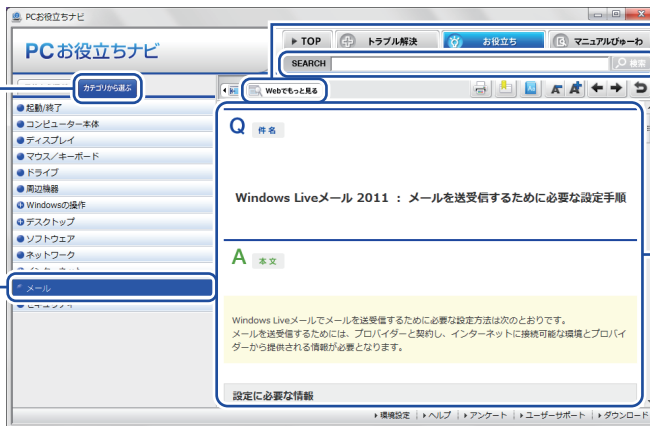 PCお役立ちナビ
PCお役立ちナビ
TOP
トラブル解決
お役立ち
マニュアルびゅーわ
SEARCH
検索
カテゴリから選ぶ
Webでもっと見る
起動/終了
コンピューター本体
ディスプレイ
マウス/キーボード
ドライブ
周辺機器
Windowsの操作
デスクトップ
ソフトウェア
ネットワーク
メール
Q 件名
Windows Liveメール 2011 : メールを送受信するために必要な設定手順
A 本文
Windows Liveメールでメールを送受信するために必要な設定方法は次のとおりです。
メールを送受信するためには、プロバイダーと契約し、インターネットに接続可能な環境とプロバイ
ダーから提供される情報が必要となります。
設定に必要な情報
環境設定 ヘルプ アンケート ユーザーサポート ダウンロード